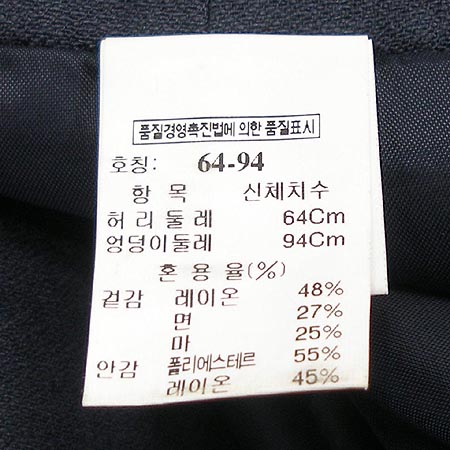 품질경영촉진법에 의한 품질표시
호칭: 64-94
항 목 신체치수
허리둘레 64Cm
엉덩이둘레 94Cm
혼 용 율(%)
겉감 레이온 48%
면 27%
마 25%
안감 폴리에스테르 55%
레이온 45%